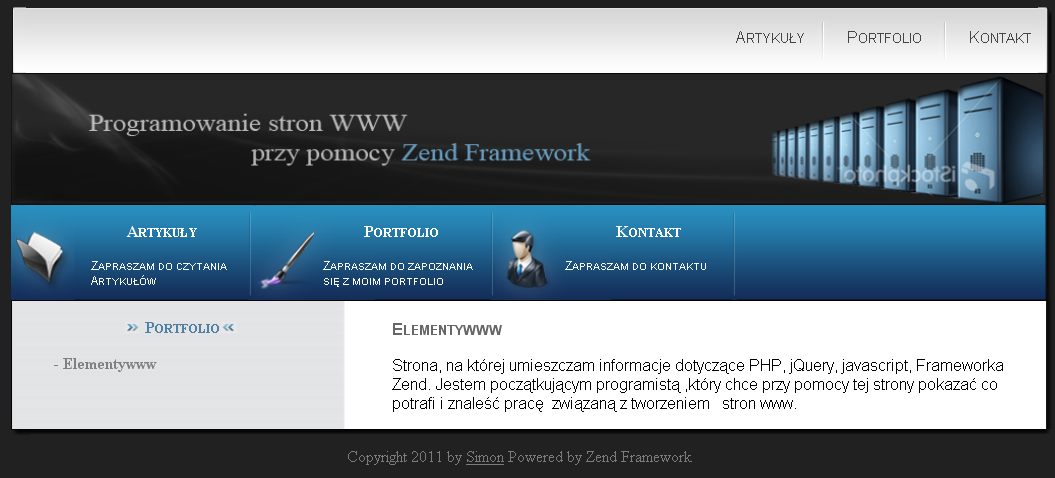 Artykuły Portfolio Kontakt
Programowanie stron WWW
przy pomocy Zend Framework
iStockphoto
Artykuły Portfolio Kontakt
Zapraszam do czytania
Artykułów
Zapraszam do zapoznania
się z moim portfolio
Zapraszam do kontaktu
» Portfolio «
- Elementywww
Elementywww
Strona, na której umieszczam informacje dotyczące PHP, jQuery, javascript, Frameworka
Zend. Jestem początkującym programistą ,który chce przy pomocy tej strony pokazać co
potrafi i znaleść pracę związaną z tworzeniem stron www.
Copyright 2011 by Simon Powered by Zend Framework